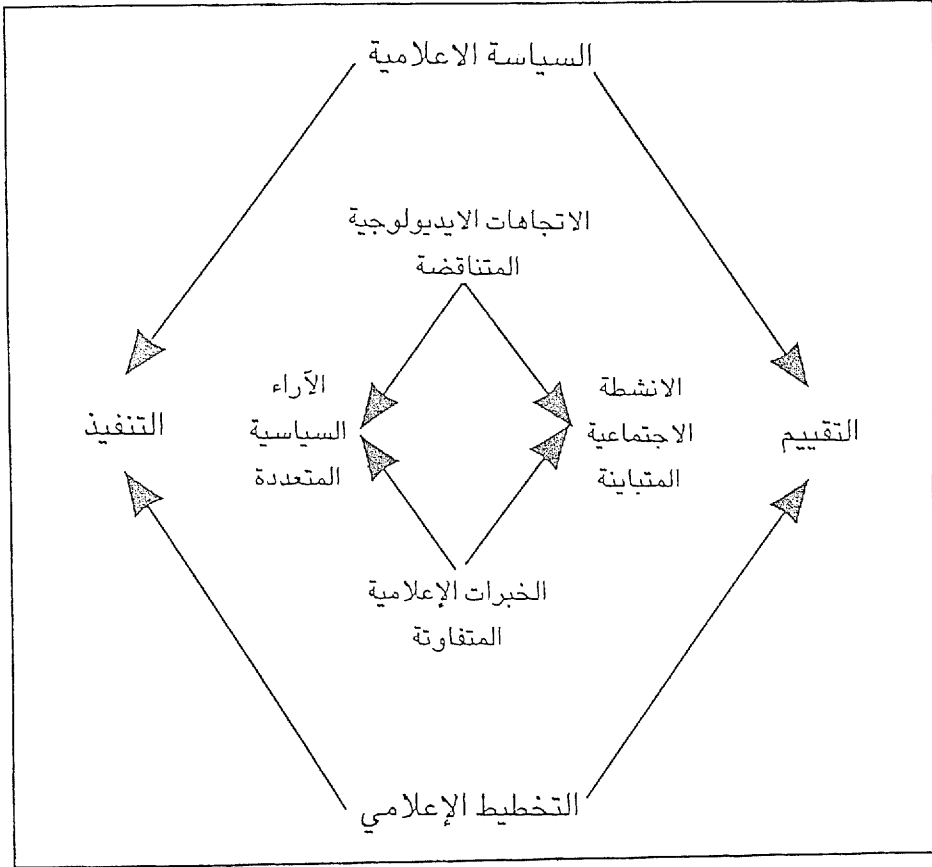 السياسة الاعلامية
الاتجاهات الايديولوجية
المتناقضة
الانشطة
الاجتماعية
المتباينة
الآراء
السياسية
المتعددة
التقييم
التنفيذ
الخبرات الإعلامية
المتفاوتة
التخطيط الإعلامي